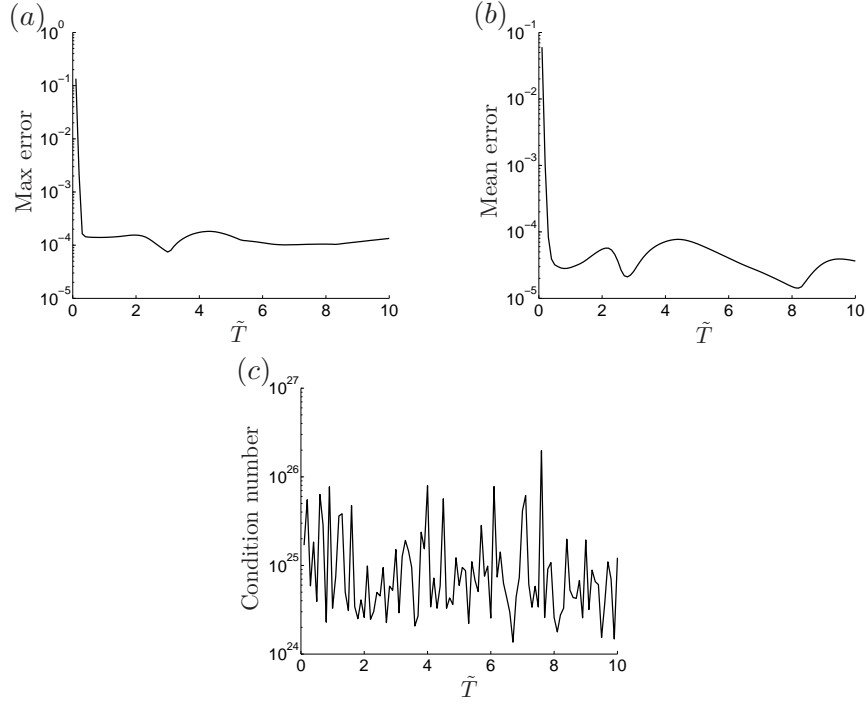 (a)
10^0
10^-1
10^-2
10^-3
10^-4
10^-5
Max error
0 2 4 6 8 10
T̃
(b)
10^-1
10^-2
10^-3
10^-4
10^-5
Mean error
0 2 4 6 8 10
T̃
(c)
10^27
10^26
10^25
10^24
Condition number
0 2 4 6 8 10
T̃